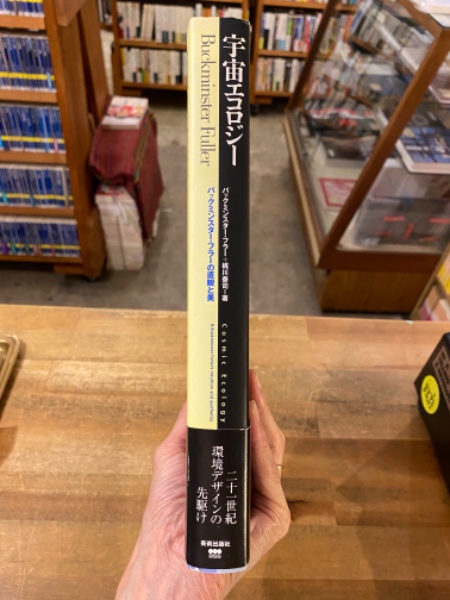 宇宙エコロジー
Buckminster Fuller
バックミンスター・フラー＋梶川泰司＝著
バックミンスター・フラーの直観と美
Cosmic Ecology
二十一世紀
環境デザインの
先駆け
美術出版社